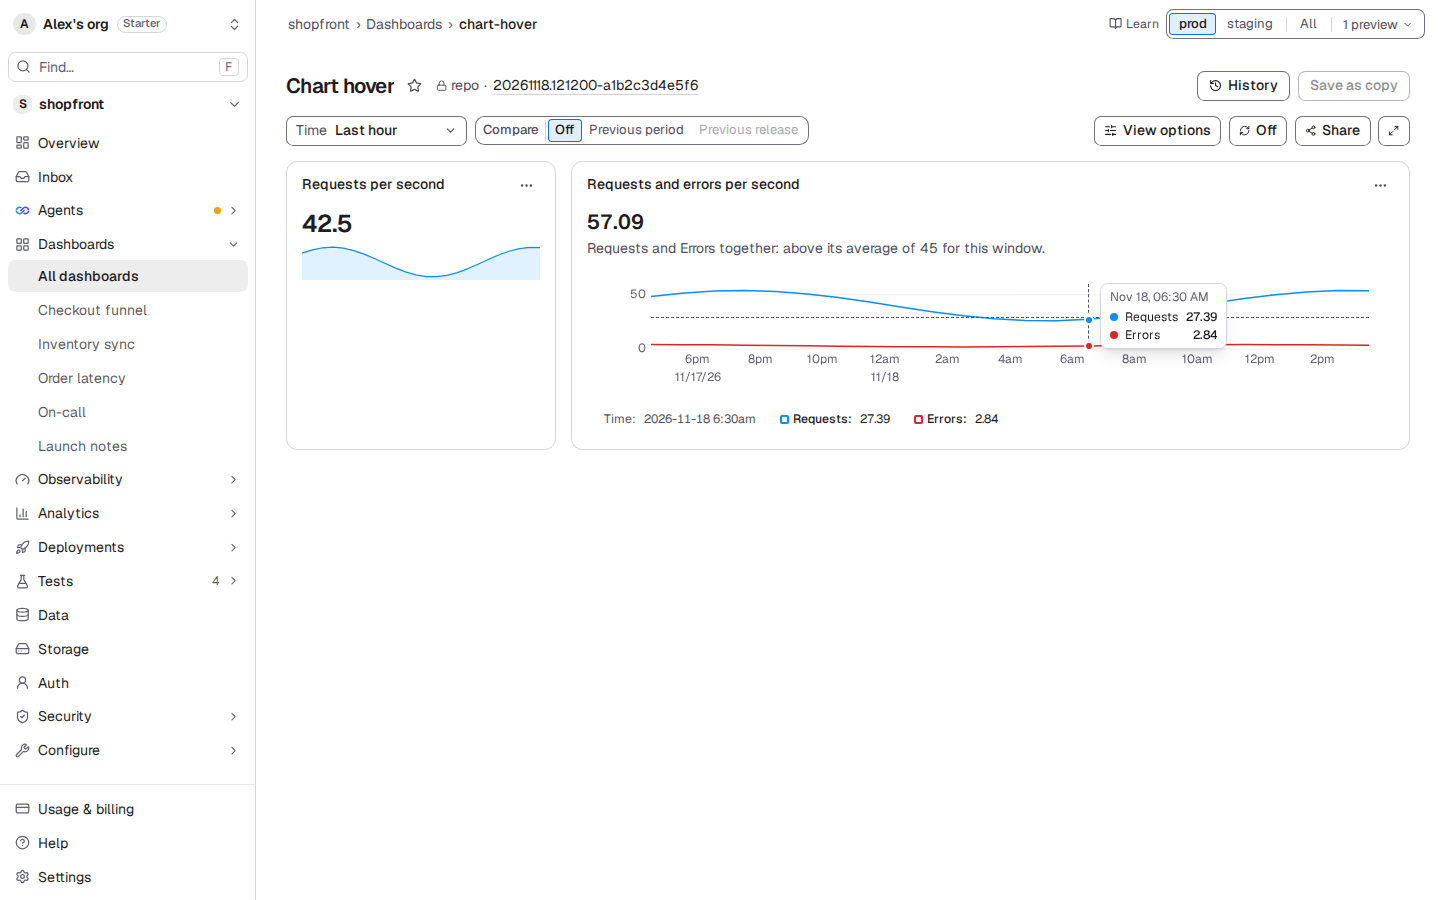 A Alex's org Starter
Find... F
S shopfront
Overview
Inbox
Agents
Dashboards
All dashboards
Checkout funnel
Inventory sync
Order latency
On-call
Launch notes
Observability
Analytics
Deployments
Tests 4
Data
Storage
Auth
Security
Configure
Usage & billing
Help
Settings
shopfront › Dashboards › chart-hover
Learn prod staging All 1 preview
Chart hover repo · 20261118.121200-a1b2c3d4e5f6
History Save as copy
Time Last hour Compare Off Previous period Previous release
View options Off Share
Requests per second
42.5
Requests and errors per second
57.09
Requests and Errors together: above its average of 45 for this window.
50
0
Nov 18, 06:30 AM
Requests 27.39
Errors 2.84
6pm 8pm 10pm 12am 2am 4am 6am 8am 10am 12pm 2pm
11/17/26 11/18
Time: 2026-11-18 6:30am Requests: 27.39 Errors: 2.84